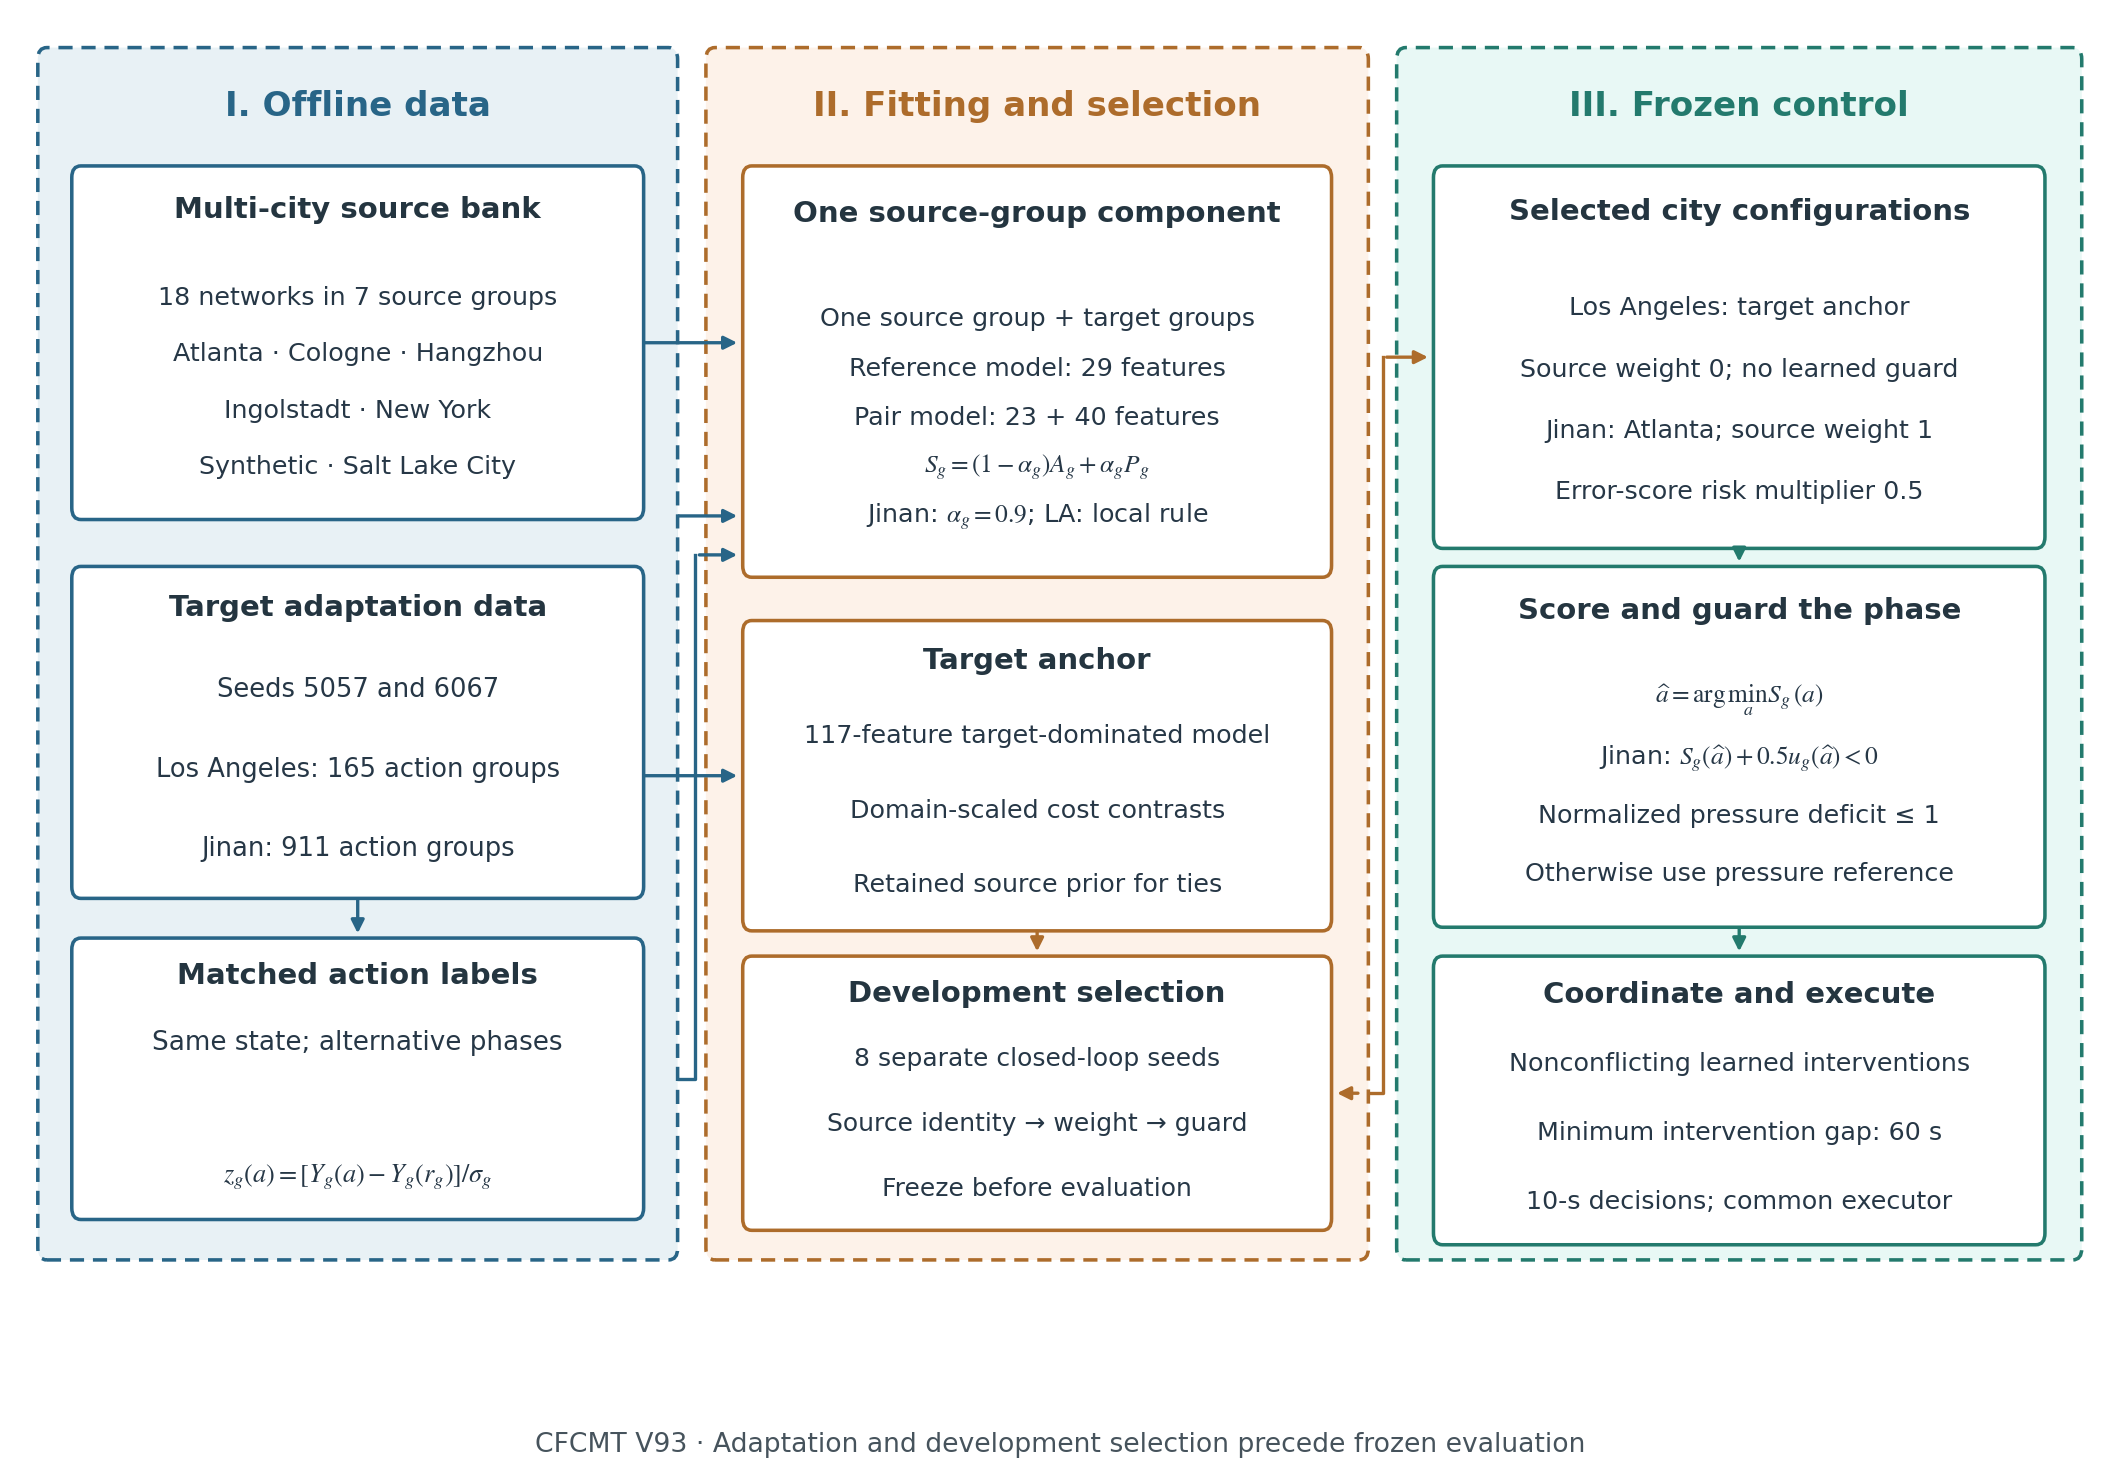 I. Offline data
Multi-city source bank
18 networks in 7 source groups
Atlanta · Cologne · Hangzhou
Ingolstadt · New York
Synthetic · Salt Lake City
Target adaptation data
Seeds 5057 and 6067
Los Angeles: 165 action groups
Jinan: 911 action groups
Matched action labels
Same state; alternative phases
z_g(a) = [Y_g(a) − Y_g(r_g)]/σ_g
II. Fitting and selection
One source-group component
One source group + target groups
Reference model: 29 features
Pair model: 23 + 40 features
S_g = (1 − α_g)A_g + α_gP_g
Jinan: α_g = 0.9; LA: local rule
Target anchor
117-feature target-dominated model
Domain-scaled cost contrasts
Retained source prior for ties
Development selection
8 separate closed-loop seeds
Source identity → weight → guard
Freeze before evaluation
III. Frozen control
Selected city configurations
Los Angeles: target anchor
Source weight 0; no learned guard
Jinan: Atlanta; source weight 1
Error-score risk multiplier 0.5
Score and guard the phase
â = arg min_a S_g(a)
Jinan: S_g(â) + 0.5u_g(â) < 0
Normalized pressure deficit ≤ 1
Otherwise use pressure reference
Coordinate and execute
Nonconflicting learned interventions
Minimum intervention gap: 60 s
10-s decisions; common executor
CFCMT V93 · Adaptation and development selection precede frozen evaluation